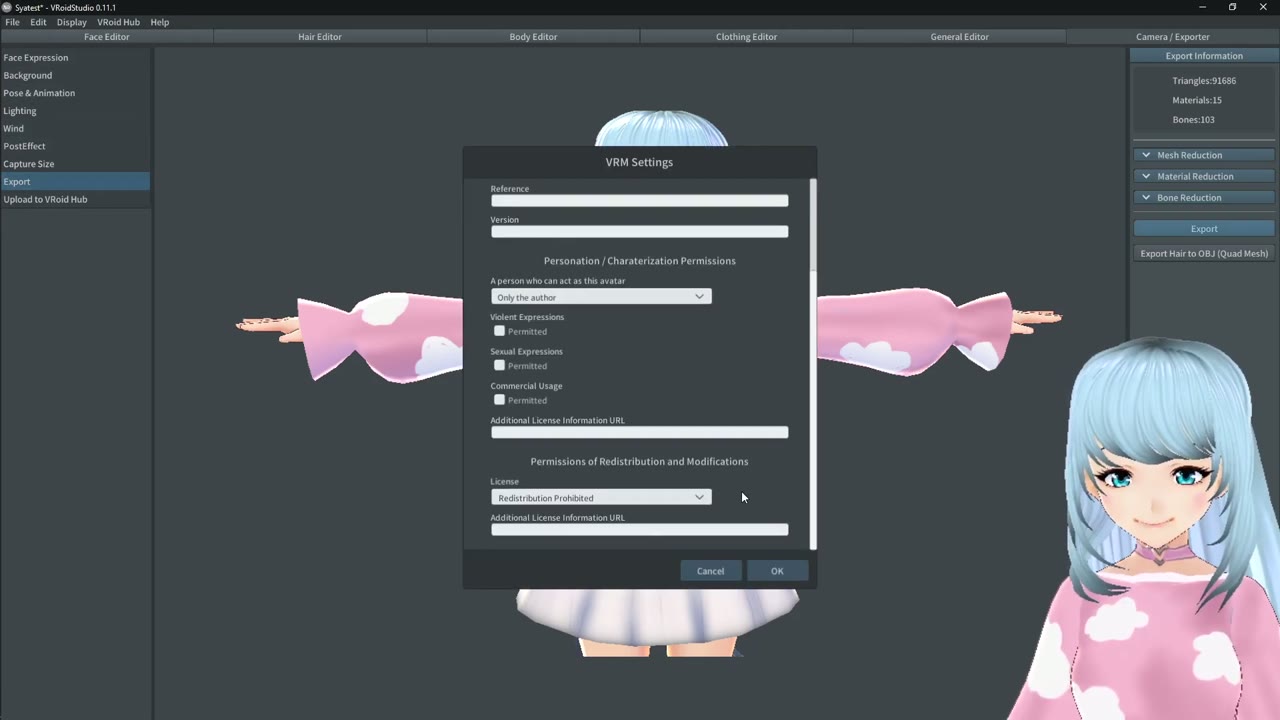 Syatest* - VRoidStudio 0.11.1
File Edit Display VRoid Hub Help
Face Editor Hair Editor Body Editor Clothing Editor General Editor Camera / Exporter
Face Expression
Background
Pose & Animation
Lighting
Wind
PostEffect
Capture Size
Export
Upload to VRoid Hub
VRM Settings
Reference
Version
Personation / Charaterization Permissions
A person who can act as this avatar
Only the author
Violent Expressions
Permitted
Sexual Expressions
Permitted
Commercial Usage
Permitted
Additional License Information URL
Permissions of Redistribution and Modifications
License
Redistribution Prohibited
Additional License Information URL
Cancel OK
Export Information
Triangles:91686
Materials:15
Bones:103
Mesh Reduction
Material Reduction
Bone Reduction
Export
Export Hair to OBJ (Quad Mesh)